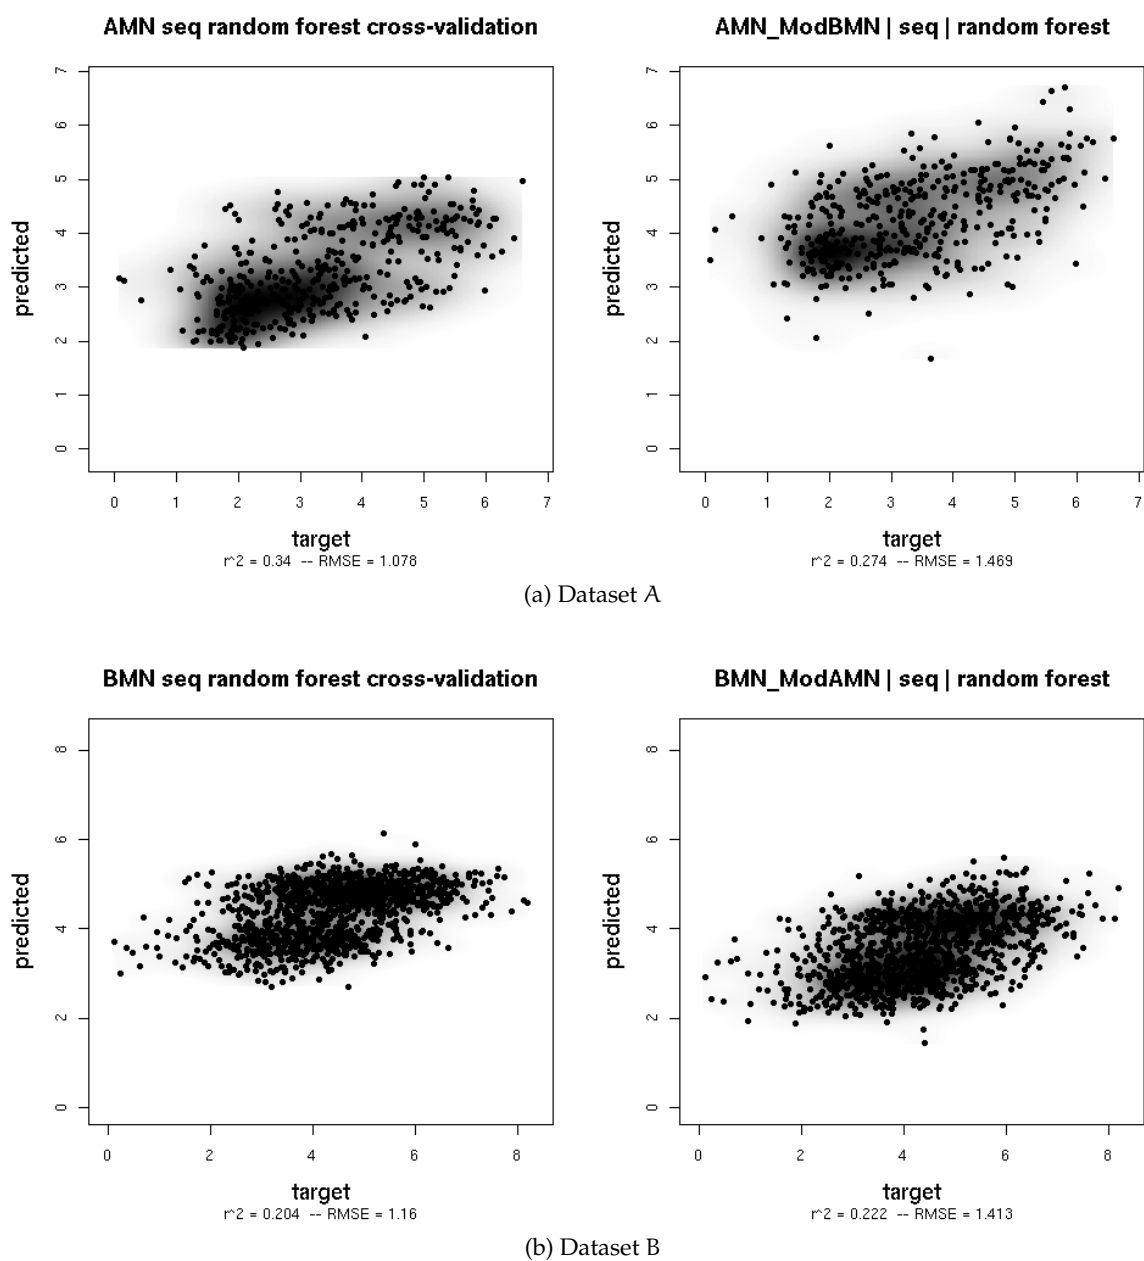 AMN seq random forest cross-validation
AMN_ModBMN | seq | random forest
predicted
7
6
5
4
3
2
1
0
0 1 2 3 4 5 6 7
target
r^2 = 0.34 -- RMSE = 1.078
predicted
7
6
5
4
3
2
1
0
0 1 2 3 4 5 6 7
target
r^2 = 0.274 -- RMSE = 1.469
(a) Dataset A
BMN seq random forest cross-validation
BMN_ModAMN | seq | random forest
predicted
8
6
4
2
0
0 2 4 6 8
target
r^2 = 0.204 -- RMSE = 1.16
predicted
8
6
4
2
0
0 2 4 6 8
target
r^2 = 0.222 -- RMSE = 1.413
(b) Dataset B